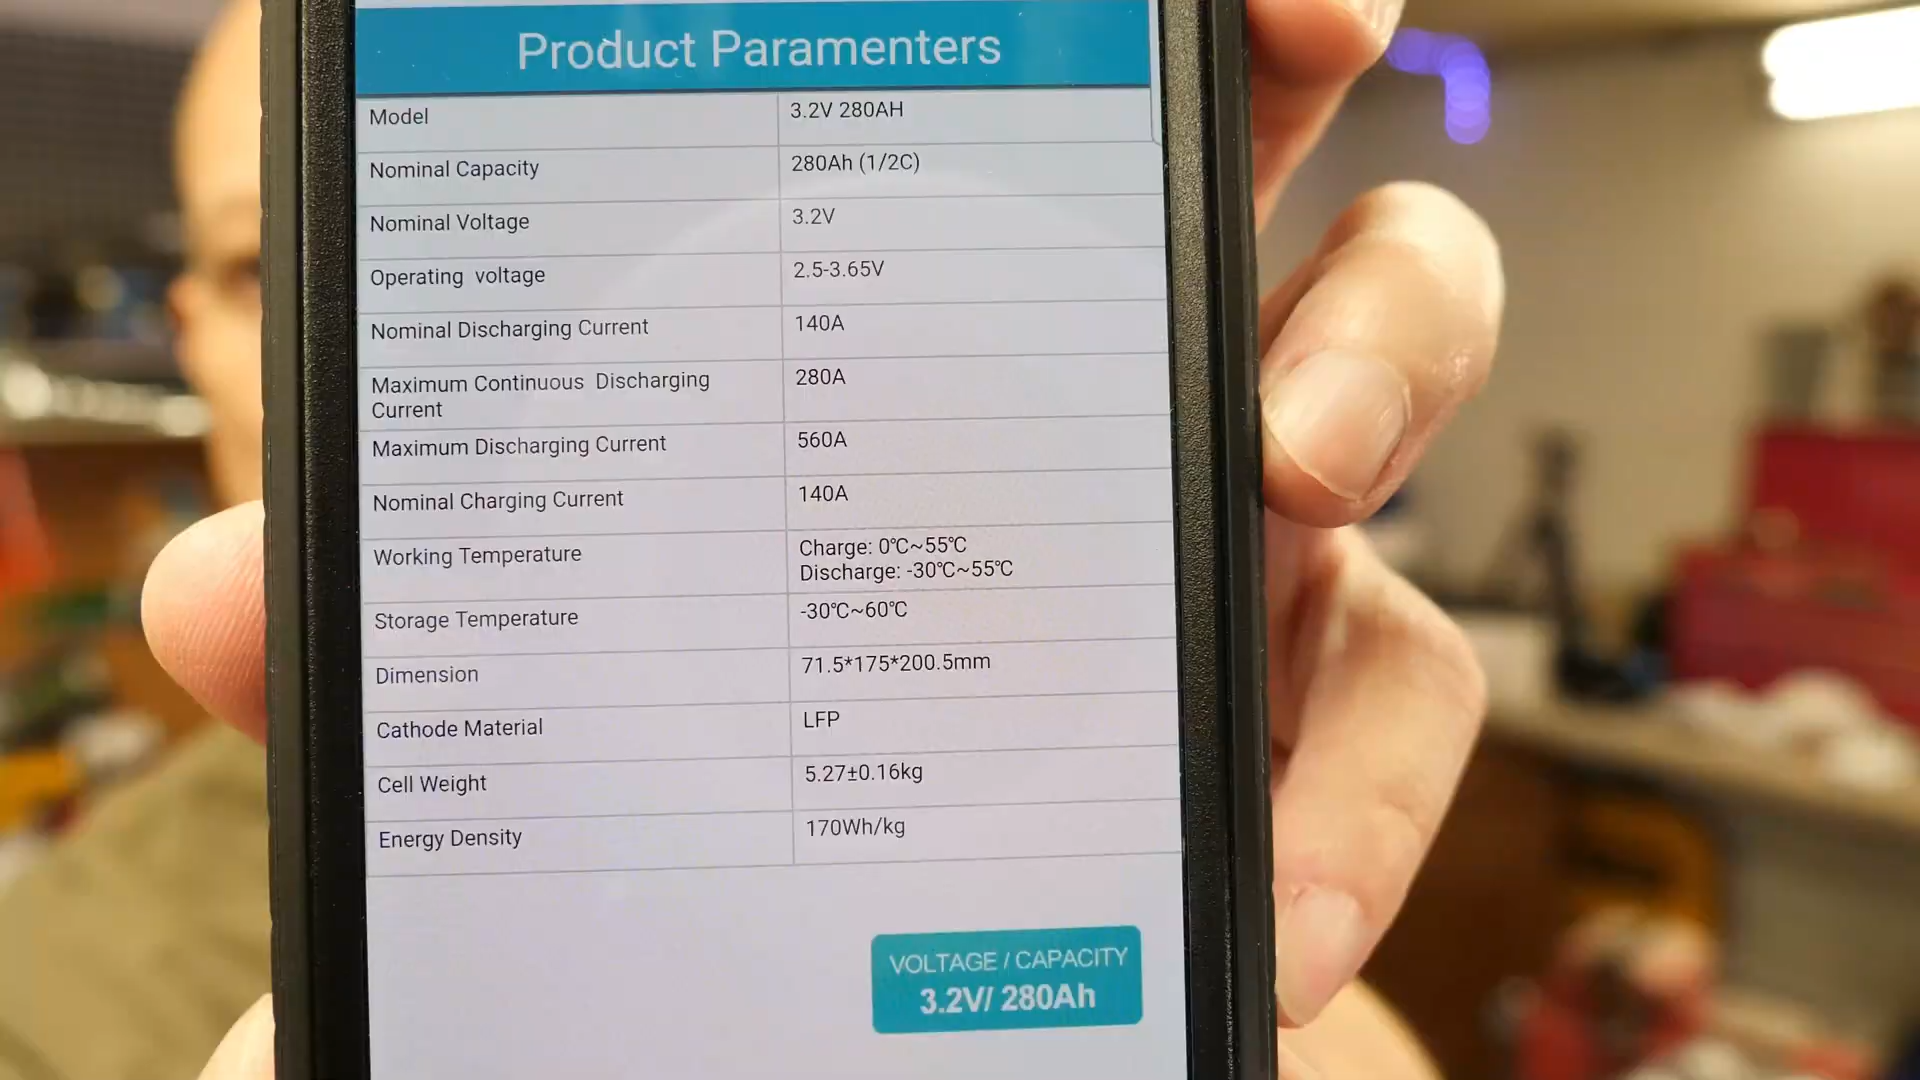 Product Paramenters
Model 3.2V 280AH
Nominal Capacity 280Ah (1/2C)
Nominal Voltage 3.2V
Operating voltage 2.5-3.65V
Nominal Discharging Current 140A
Maximum Continuous Discharging 280A
Current
Maximum Discharging Current 560A
Nominal Charging Current 140A
Working Temperature Charge: 0℃~55℃
Discharge: -30℃~55℃
Storage Temperature -30℃~60℃
Dimension 71.5*175*200.5mm
Cathode Material LFP
Cell Weight 5.27±0.16kg
Energy Density 170Wh/kg
VOLTAGE / CAPACITY
3.2V/ 280Ah